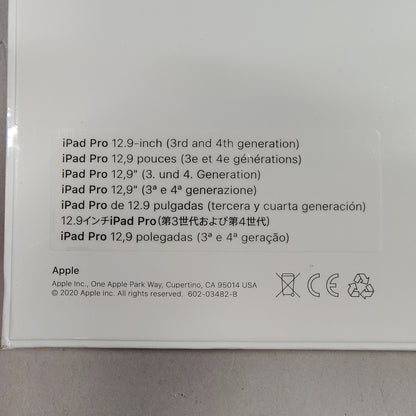 iPad Pro 12.9-inch (3rd and 4th generation)
iPad Pro 12,9 pouces (3e et 4e générations)
iPad Pro 12,9" (3. und 4. Generation)
iPad Pro 12,9" (3ª e 4ª generazione)
iPad Pro de 12.9 pulgadas (tercera y cuarta generación)
12.9インチiPad Pro(第3世代および第4世代)
iPad Pro 12,9 polegadas (3ª e 4ª geração)
Apple
Apple Inc., One Apple Park Way, Cupertino, CA 95014 USA
© 2020 Apple Inc. All rights reserved. 602-03482-B
CE